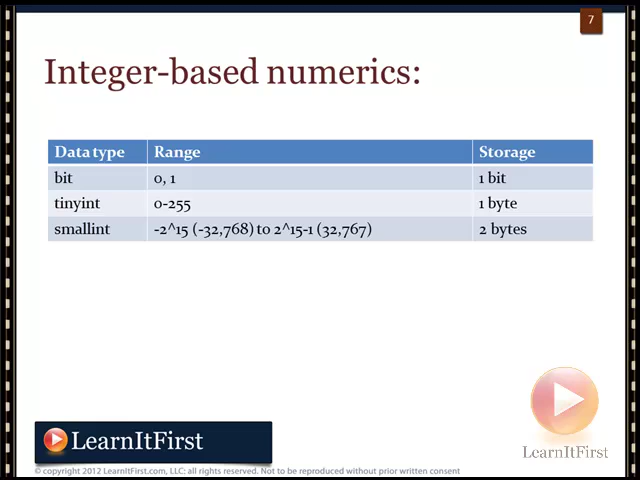 7
Integer-based numerics:
Data type Range Storage
bit 0, 1 1 bit
tinyint 0-255 1 byte
smallint -2^15 (-32,768) to 2^15-1 (32,767) 2 bytes
LearnItFirst
LearnItFirst
© copyright 2012 LearnItFirst.com, LLC: all rights reserved. Not to be reproduced without prior written consent